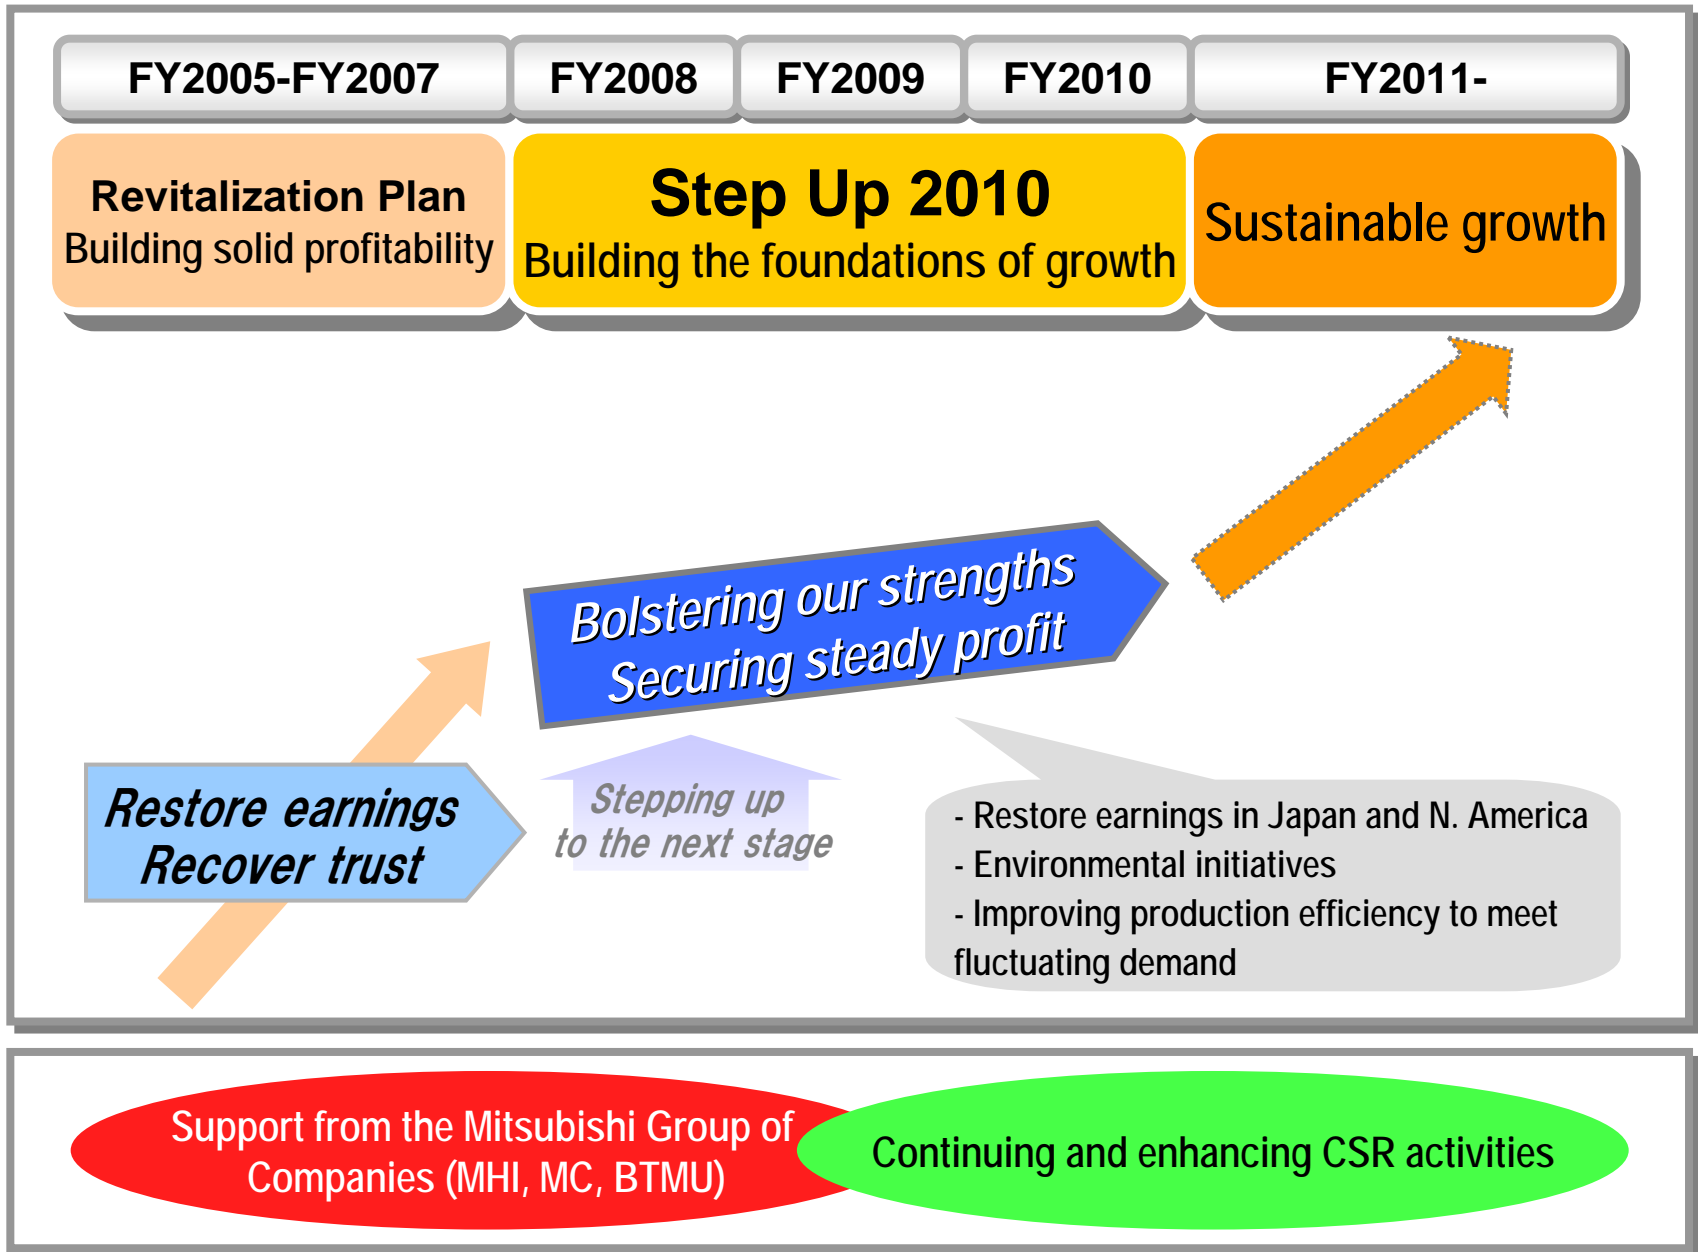 FY2005-FY2007
FY2008
FY2009
FY2010
FY2011-
Revitalization Plan
Building solid profitability
Step Up 2010
Building the foundations of growth
Sustainable growth
Bolstering our strengths
Securing steady profit
Restore earnings
Recover trust
Stepping up
to the next stage
- Restore earnings in Japan and N. America
- Environmental initiatives
- Improving production efficiency to meet
fluctuating demand
Support from the Mitsubishi Group of
Companies (MHI, MC, BTMU)
Continuing and enhancing CSR activities